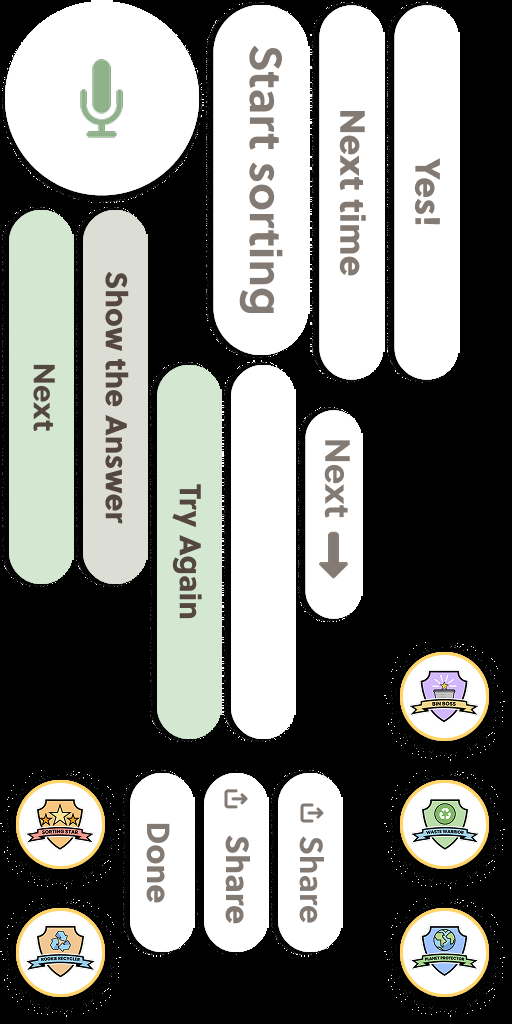 Start sorting
Next time
Yes!
Next
Show the Answer
Try Again
Next
BIN BOSS
SORTING STAR
Done
Share
Share
WASTE WARRIOR
ROOKIE RECYCLER
PLANET PROTECTOR